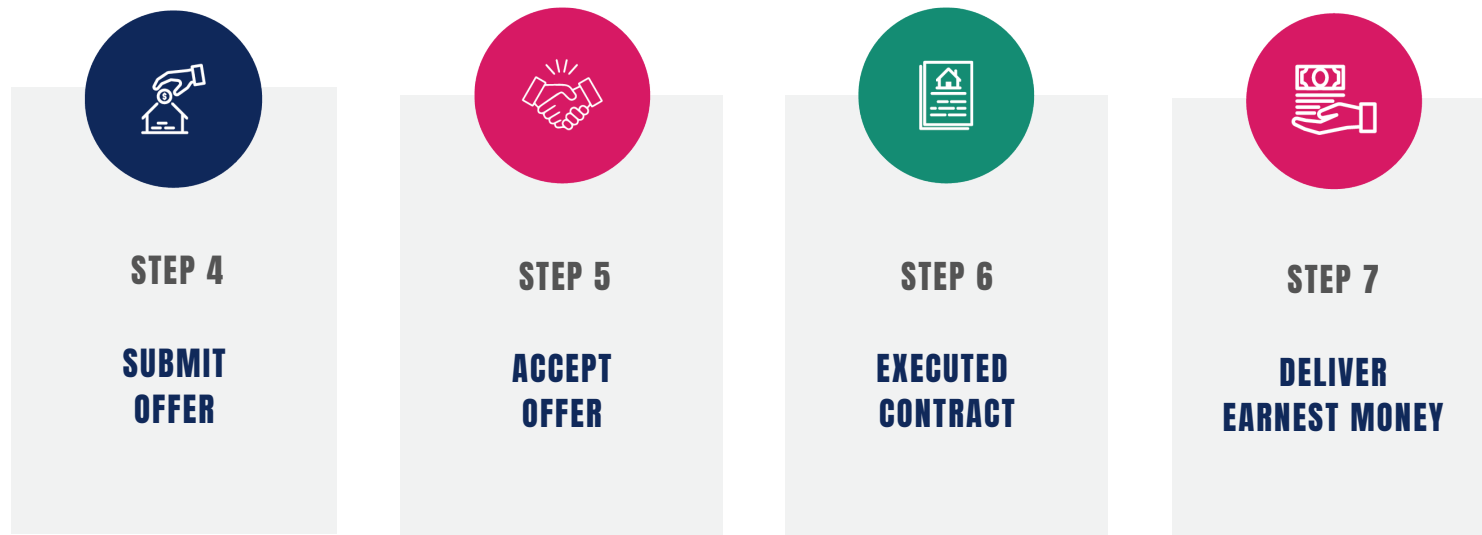 STEP 4
SUBMIT
OFFER
STEP 5
ACCEPT
OFFER
STEP 6
EXECUTED
CONTRACT
STEP 7
DELIVER
EARNEST MONEY